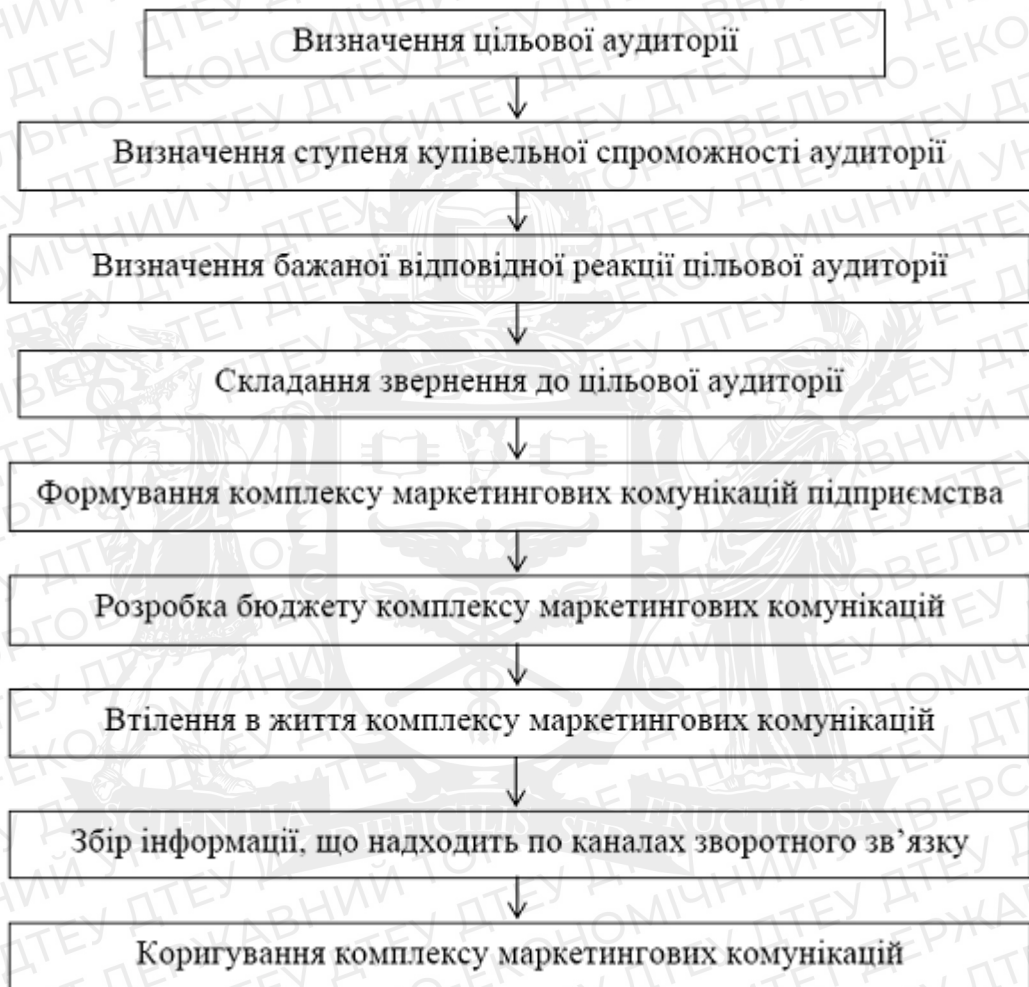 Визначення цільової аудиторії
Визначення ступеня купівельної спроможності аудиторії
Визначення бажаної відповідної реакції цільової аудиторії
Складання звернення до цільової аудиторії
Формування комплексу маркетингових комунікацій підприємства
Розробка бюджету комплексу маркетингових комунікацій
Втілення в життя комплексу маркетингових комунікацій
Збір інформації, що надходить по каналах зворотного зв’язку
Коригування комплексу маркетингових комунікацій